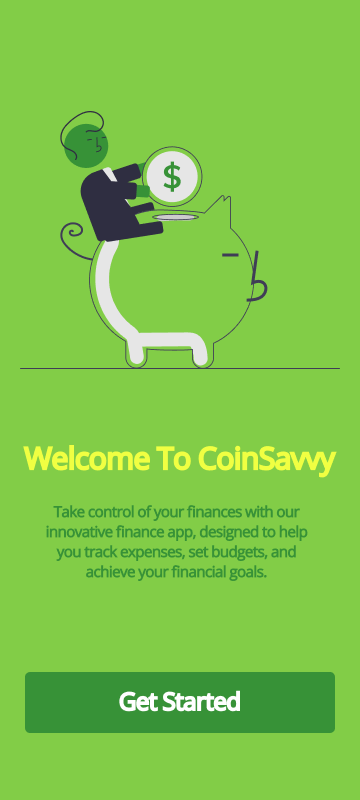 $
Welcome To CoinSavvy
Take control of your finances with our
innovative finance app, designed to help
you track expenses, set budgets, and
achieve your financial goals.
Get Started